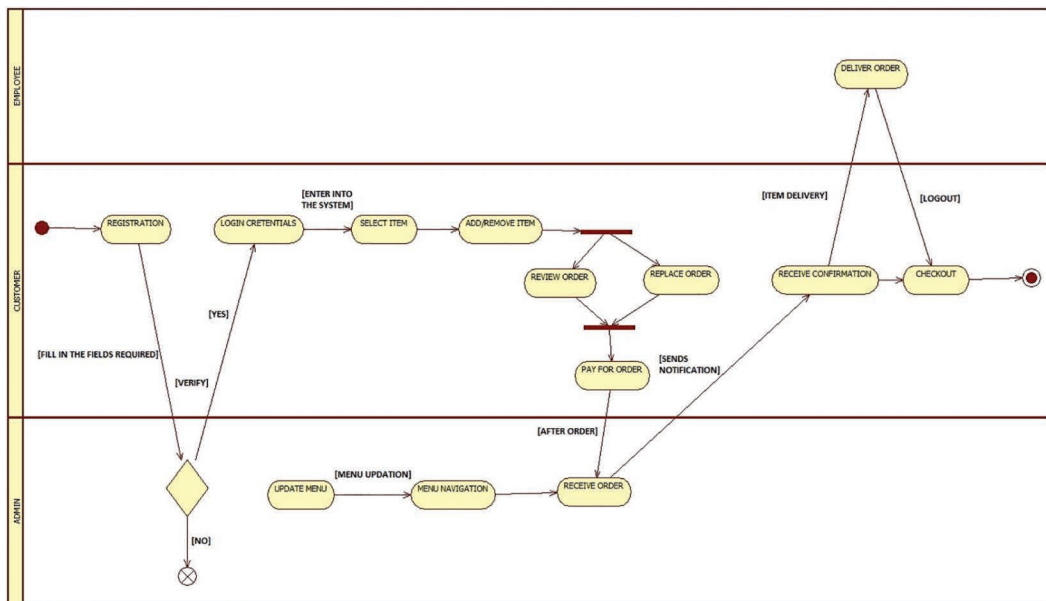 EMPLOYEE
DELIVER ORDER
CUSTOMER
[ENTER INTO
THE SYSTEM]
[ITEM DELIVERY]
[LOGOUT]
REGISTRATION
LOGIN CRETENTIALS
SELECT ITEM
ADD/REMOVE ITEM
REVIEW ORDER
REPLACE ORDER
RECEIVE CONFIRMATION
CHECKOUT
[YES]
[FILL IN THE FIELDS REQUIRED]
[VERIFY]
PAY FOR ORDER
[SENDS
NOTIFICATION]
ADMIN
[AFTER ORDER]
[MENU UPDATION]
UPDATE MENU
MENU NAVIGATION
RECEIVE ORDER
[NO]